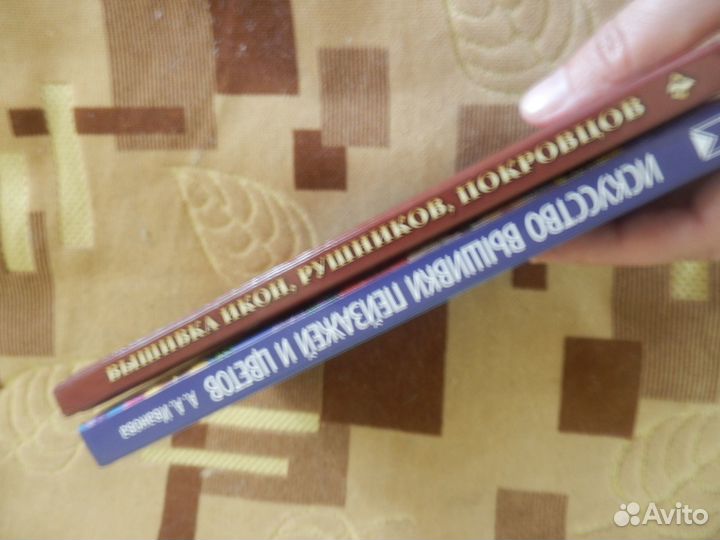 ВЫШИВКА ИКОН, РУШНИКОВ, ПОКРОВЦОВ
А. А. Иванова ИСКУССТВО ВЫШИВКИ ПЕЙЗАЖЕЙ И ЦВЕТОВ
Avito